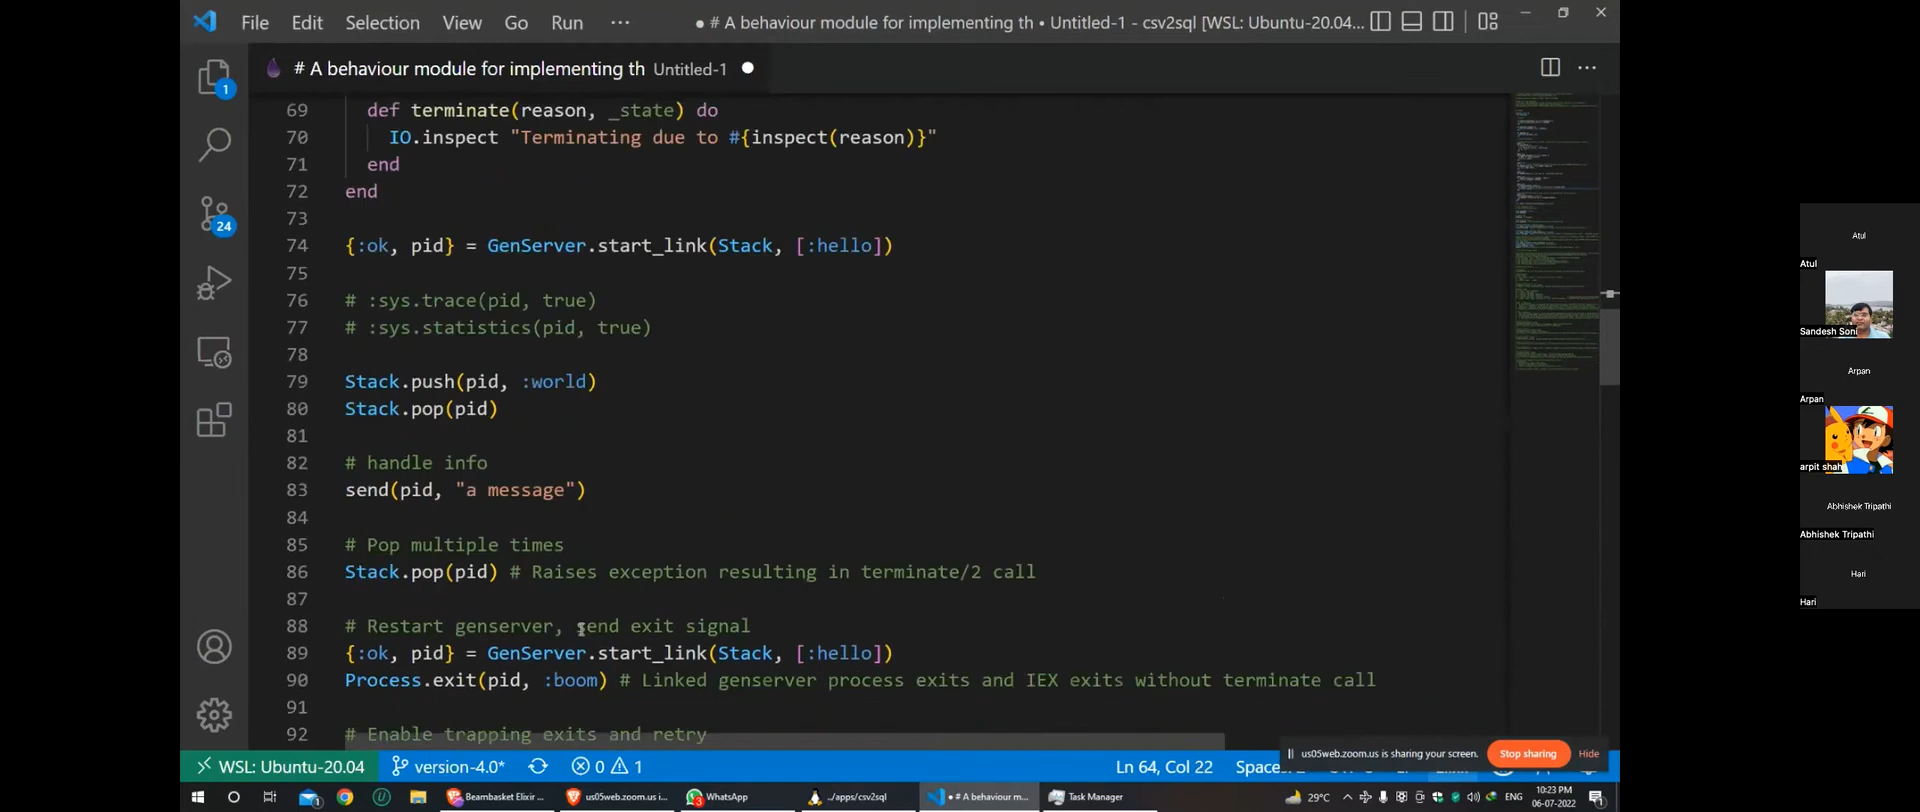 File Edit Selection View Go Run ··· ● # A behaviour module for implementing th • Untitled-1 - csv2sql [WSL: Ubuntu-20.04...
# A behaviour module for implementing th Untitled-1
1
24
69 def terminate(reason, _state) do
70 IO.inspect "Terminating due to #{inspect(reason)}"
71 end
72 end
73
74 {:ok, pid} = GenServer.start_link(Stack, [:hello])
75
76 # :sys.trace(pid, true)
77 # :sys.statistics(pid, true)
78
79 Stack.push(pid, :world)
80 Stack.pop(pid)
81
82 # handle info
83 send(pid, "a message")
84
85 # Pop multiple times
86 Stack.pop(pid) # Raises exception resulting in terminate/2 call
87
88 # Restart genserver, send exit signal
89 {:ok, pid} = GenServer.start_link(Stack, [:hello])
90 Process.exit(pid, :boom) # Linked genserver process exits and IEX exits without terminate call
91
92 # Enable trapping exits and retry
us05web.zoom.us is sharing your screen. Stop sharing Hide
WSL: Ubuntu-20.04 version-4.0* 0 1 Ln 64, Col 22
Beambasket Elixir ... us05web.zoom.us i... WhatsApp ../apps/csv2sql ● # A behaviour m... Task Manager 29°C ENG 10:23 PM
06-07-2022
Atul
Atul
Sandesh Soni
Arpan
Arpan
arpit shah
Abhishek Tripathi
Abhishek Tripathi
Hari
Hari